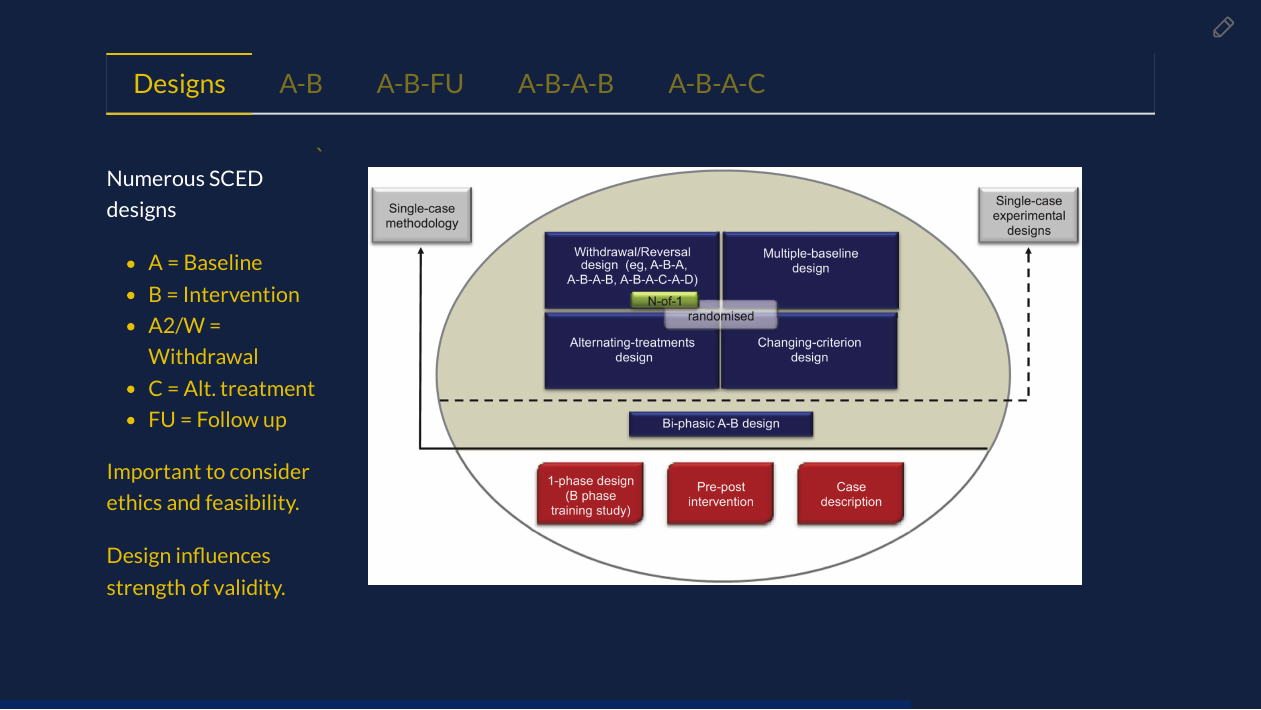 Designs
A-B
A-B-FU
A-B-A-B
A-B-A-C
`
Numerous SCED
designs
A = Baseline
B = Intervention
A2/W =
Withdrawal
C = Alt. treatment
FU = Follow up
Important to consider
ethics and feasibility.
Design influences
strength of validity.
Single-case
methodology
Single-case
experimental
designs
Withdrawal/Reversal
design (eg, A-B-A,
A-B-A-B, A-B-A-C-A-D)
Multiple-baseline
design
N-of-1
randomised
Alternating-treatments
design
Changing-criterion
design
Bi-phasic A-B design
1-phase design
(B phase
training study)
Pre-post
intervention
Case
description